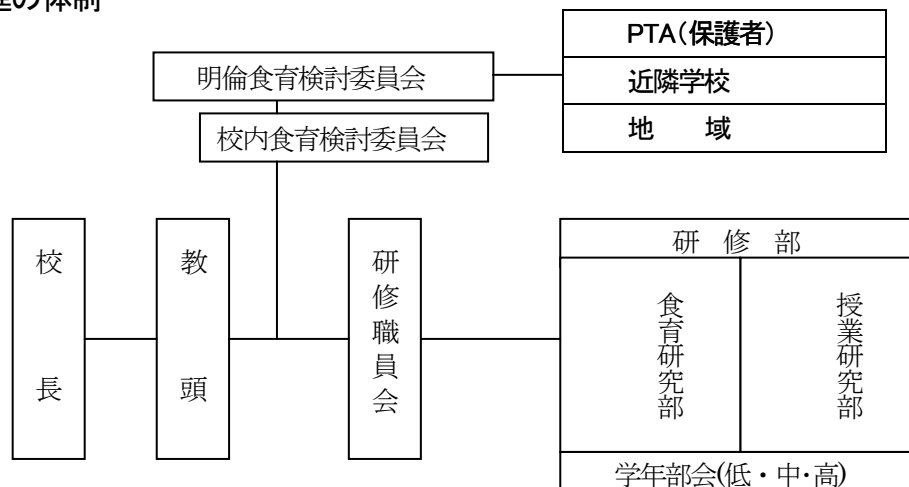 の体制
PTA(保護者)
近隣学校
地　　域
明倫食育検討委員会
校内食育検討委員会
校長
教頭
研修職員会
研　修　部
食育研究部
授業研究部
学年部会(低・中・高)